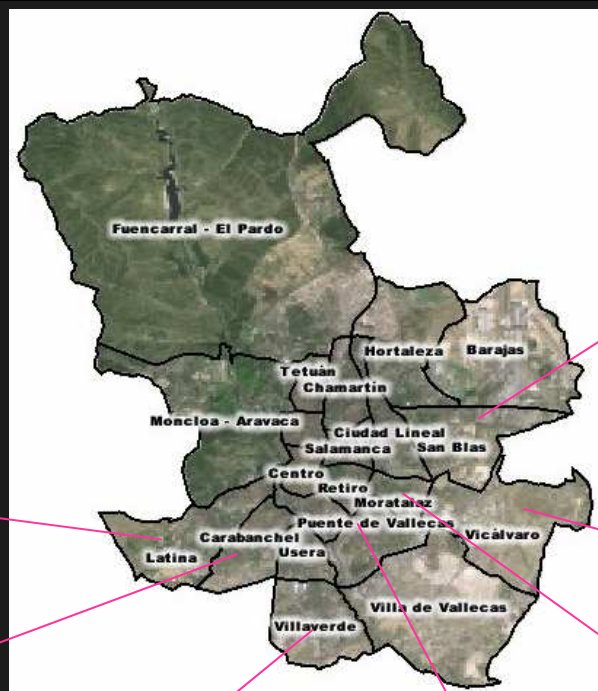 Fuencarral - El Pardo
Hortaleza
Barajas
Tetuán
Chamartín
Moncloa - Aravaca
Ciudad Lineal
Salamanca
San Blas
Centro
Retiro
Moratalaz
Puente de Vallecas
Carabanchel
Vicálvaro
Latina
Usera
Villa de Vallecas
Villaverde